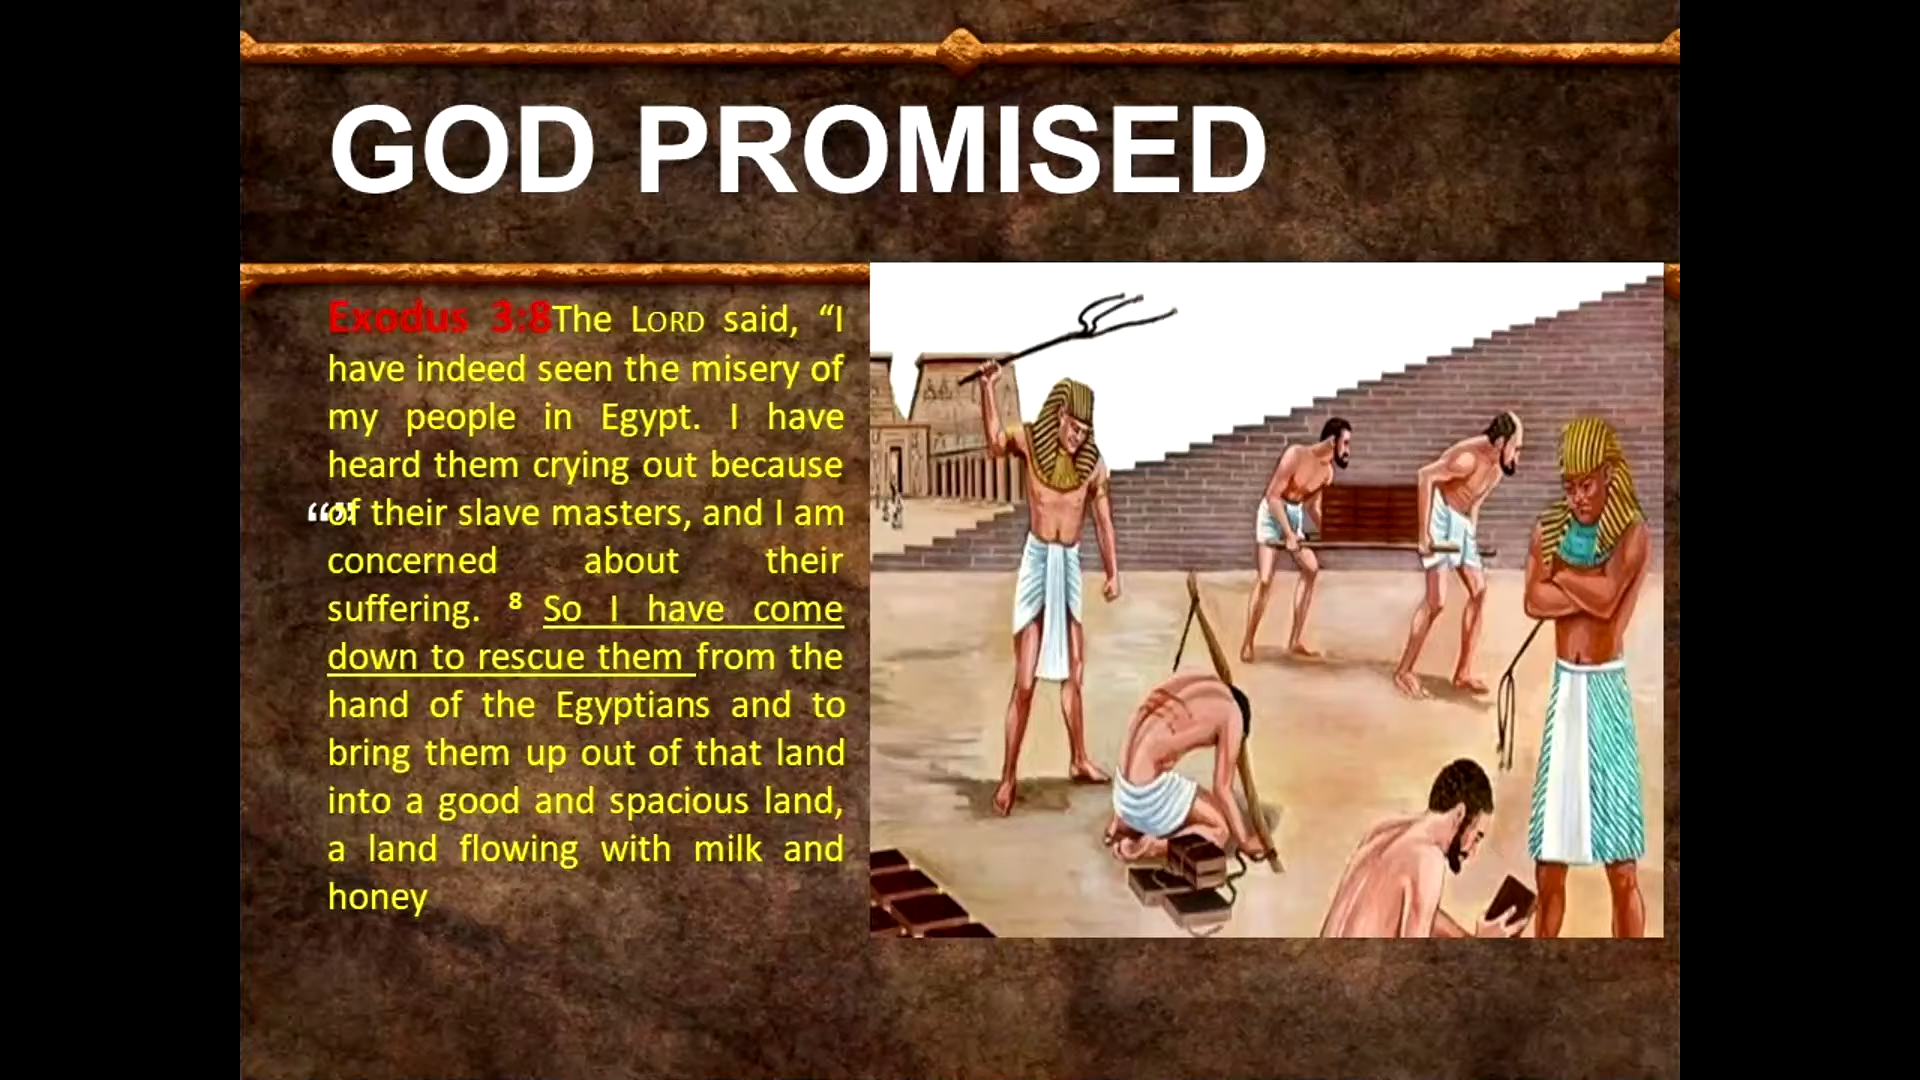 GOD PROMISED
Exodus 3:8The LORD said, “I
have indeed seen the misery of
my people in Egypt. I have
heard them crying out because
“”
of their slave masters, and I am
concerned about their
suffering. ⁸ So I have come
down to rescue them from the
hand of the Egyptians and to
bring them up out of that land
into a good and spacious land,
a land flowing with milk and
honey